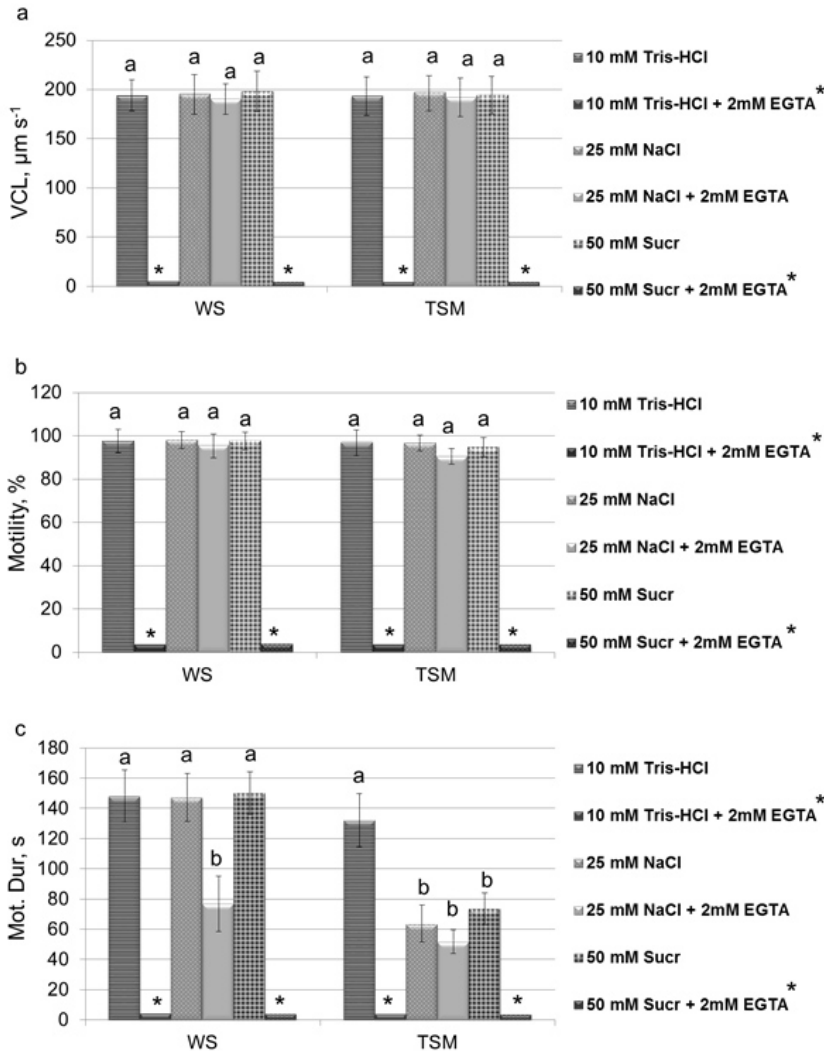 a
VCL, µm s-1
250
200
150
100
50
0
a
*
a
a
a
*
a
*
a
a
a
*
WS
TSM
10 mM Tris-HCl
10 mM Tris-HCl + 2mM EGTA*
25 mM NaCl
25 mM NaCl + 2mM EGTA
50 mM Sucr
50 mM Sucr + 2mM EGTA*
b
Motility, %
120
100
80
60
40
20
0
a
*
a
a
a
*
a
*
a
a
a
*
WS
TSM
10 mM Tris-HCl
10 mM Tris-HCl + 2mM EGTA*
25 mM NaCl
25 mM NaCl + 2mM EGTA
50 mM Sucr
50 mM Sucr + 2mM EGTA*
c
Mot. Dur, s
180
160
140
120
100
80
60
40
20
0
a
*
a
b
a
*
a
*
b
b
b
*
WS
TSM
10 mM Tris-HCl
10 mM Tris-HCl + 2mM EGTA*
25 mM NaCl
25 mM NaCl + 2mM EGTA
50 mM Sucr
50 mM Sucr + 2mM EGTA*